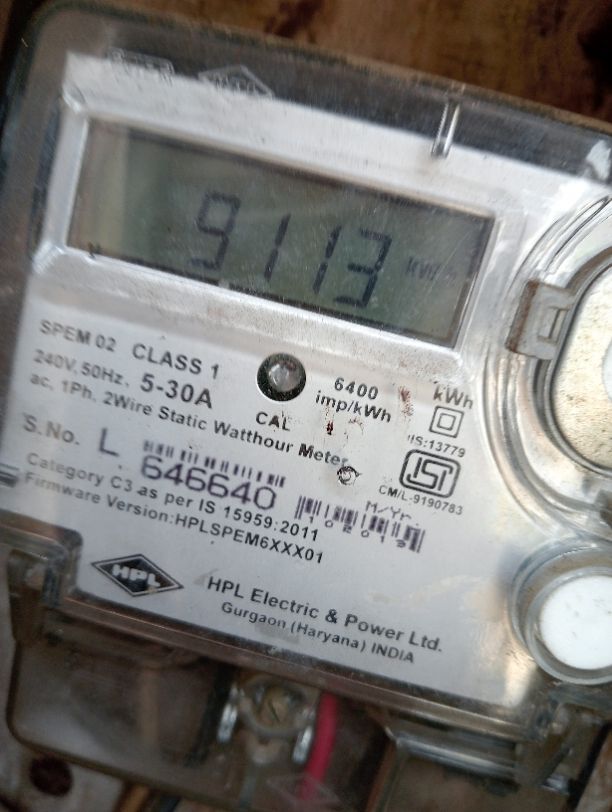 9113 kWh
SPEM 02 CLASS 1
240V, 50Hz, 5-30A
CAL
6400
imp/kWh
kWh
ac, 1Ph, 2Wire Static Watthour Meter
IS:13779
S.No. L 646640
ISI
CM/L-9190783
M/Yr.
Category C3 as per IS 15959:2011
Firmware Version:HPLSPEM6XXX01
HPL
HPL Electric & Power Ltd.
Gurgaon (Haryana) INDIA